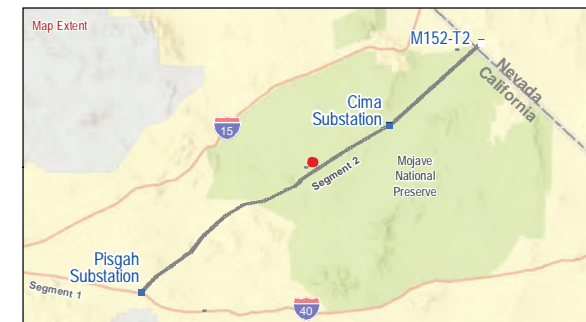 Map Extent
M152-T2
Nevada
California
Cima
Substation
15
Mojave
National
Preserve
Segment 2
Pisgah
Substation
Segment 1
40